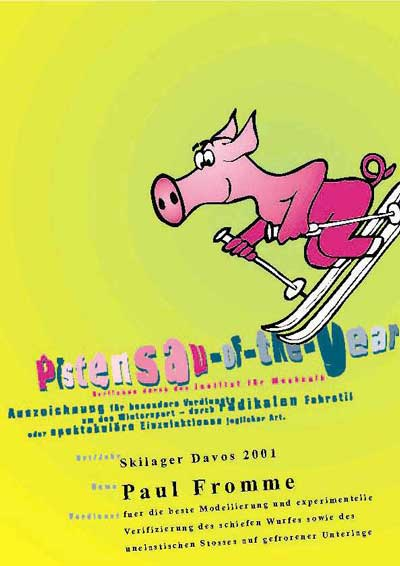 Pistensau-of-the-Year
Verliehen durch das Institut für Mechanik
Auszeichnung für besondere Verdienste
um den Wintersport - durch radikalen Fahrstil
oder spektakuläre Einzelaktionen jeglicher Art.
Ort/Jahr Skilager Davos 2001
Name Paul Fromme
Verdienst fuer die beste Modellierung und experimentelle
Verifizierung des schiefen Wurfes sowie des
unelastischen Stosses auf gefrorener Unterlage